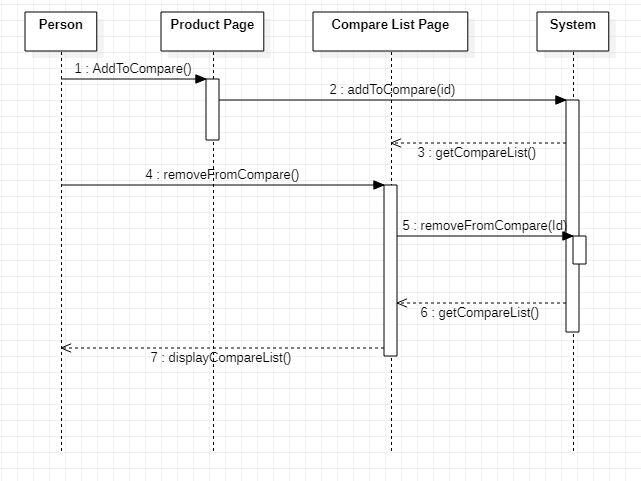 Person
Product Page
Compare List Page
System
1 : AddToCompare()
2 : addToCompare(id)
3 : getCompareList()
4 : removeFromCompare()
5 : removeFromCompare(Id)
6 : getCompareList()
7 : displayCompareList()